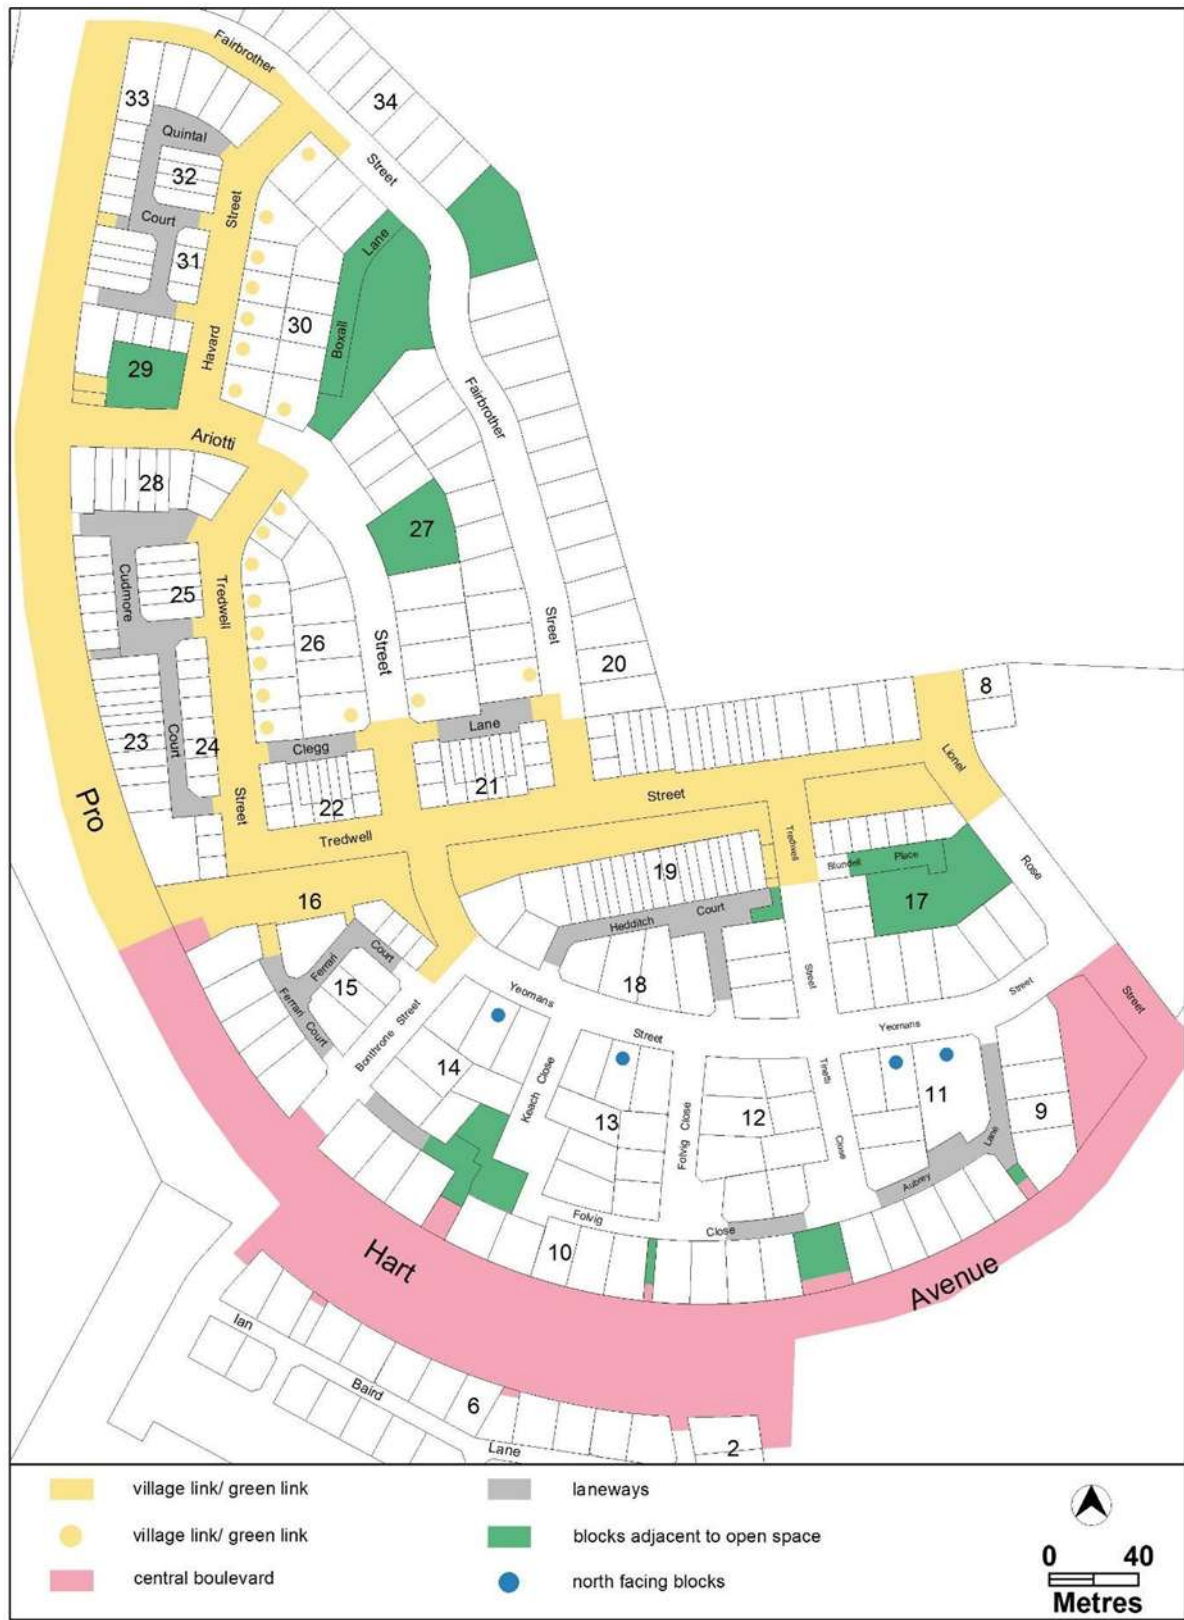 Fairbrother
34
33
Quintal
Street
32
Street
Court
Lane
31
30
Boxall
Havard
29
Fairbrother
Ariotti
28
27
Cudmore
25
Tredwell
26
Street
Street
20
8
Lane
23
Court
24
Clegg
Lionel
Pro
Street
22
21
Street
Tredwell
Tredwell
19
Blundell
Place
Rose
16
Hedditch
Court
17
Ferrari
Court
15
18
Ferrari
Court
Yeomans
Street
Street
Street
Bonthrone
Street
Yeomans
14
Keach
Close
Tinetti
11
13
Folvig
Close
12
Close
Lane
9
Aubrey
Folvig
Close
10
Hart
Avenue
Ian
Baird
6
Lane
2
village link/ green link
laneways
village link/ green link
blocks adjacent to open space
central boulevard
north facing blocks
0 40
Metres